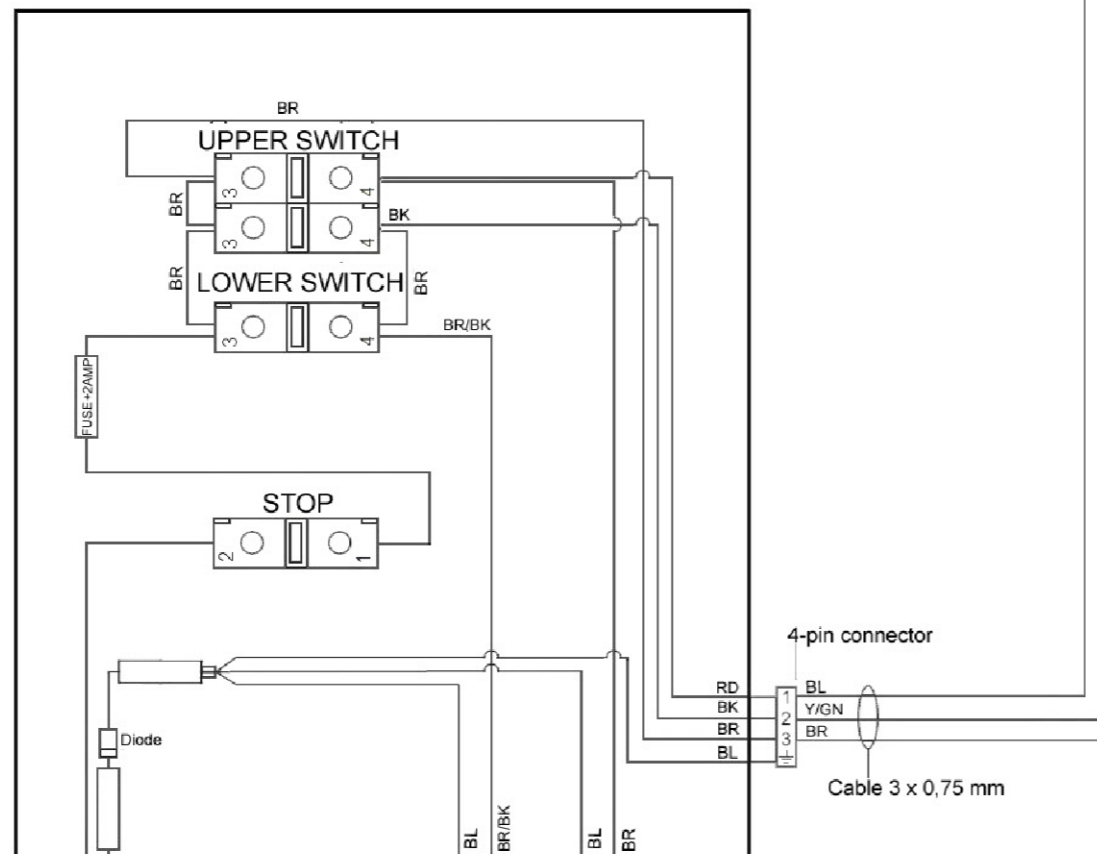 BR
UPPER SWITCH
3
4
BR
3
4
BK
BR
LOWER SWITCH
BR
3
4
BR/BK
FUSE+2AMP
STOP
2
1
4-pin connector
RD
1
BL
BK
2
Y/GN
BR
3
BR
BL
Diode
Cable 3 x 0,75 mm
BL
BR/BK
BL
BR